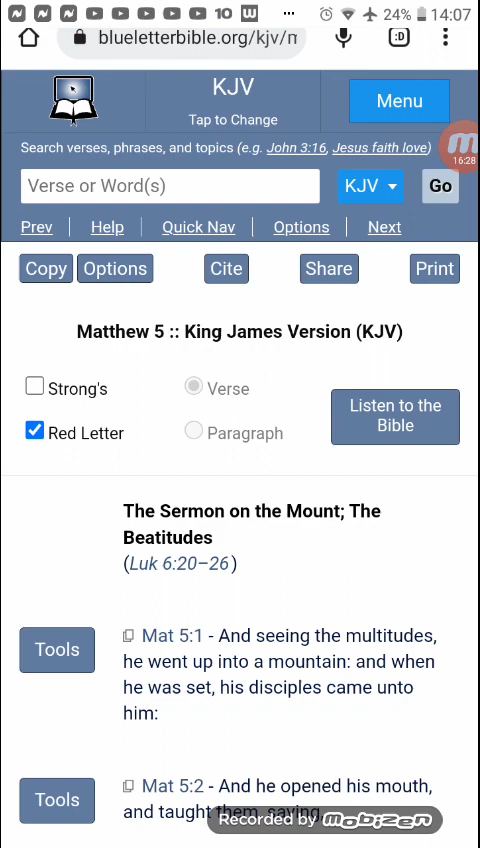 10 W ... 24% 14:07
blueletterbible.org/kjv/m :D
KJV
Tap to Change
Menu
16:28
Search verses, phrases, and topics (e.g. John 3:16, Jesus faith love)
Verse or Word(s) KJV Go
Prev Help Quick Nav Options Next
Copy Options Cite Share Print
Matthew 5 :: King James Version (KJV)
Strong's Verse
Red Letter Paragraph
Listen to the
Bible
The Sermon on the Mount; The
Beatitudes
(Luk 6:20–26)
Tools
Mat 5:1 - And seeing the multitudes,
he went up into a mountain: and when
he was set, his disciples came unto
him:
Tools
Mat 5:2 - And he opened his mouth,
and taught them, saying,
Recorded by mobizen